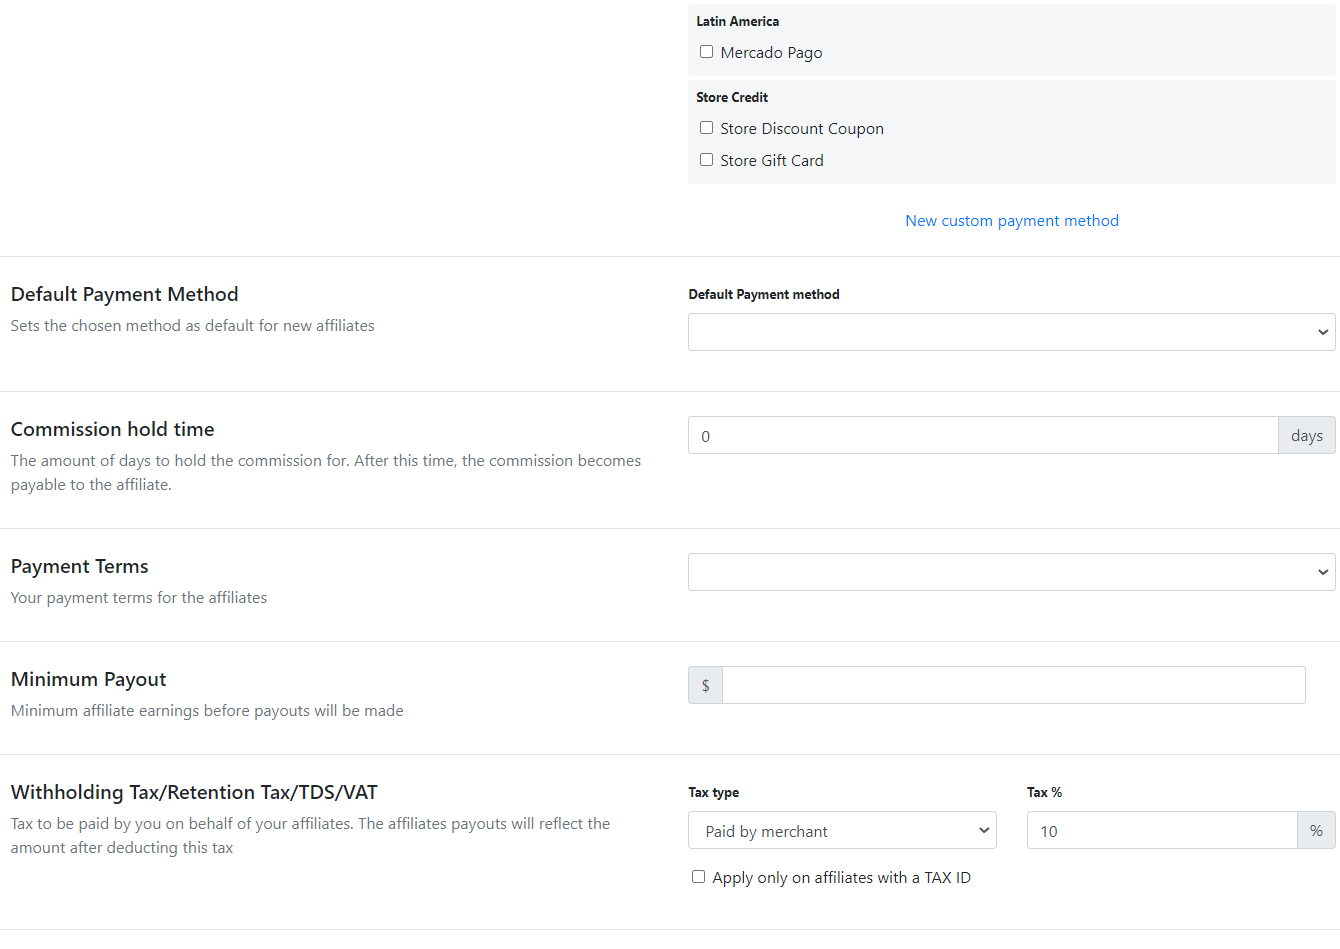 Latin America
Mercado Pago
Store Credit
Store Discount Coupon
Store Gift Card
New custom payment method
Default Payment Method
Sets the chosen method as default for new affiliates
Default Payment method
Commission hold time
The amount of days to hold the commission for. After this time, the commission becomes
payable to the affiliate.
0
days
Payment Terms
Your payment terms for the affiliates
Minimum Payout
Minimum affiliate earnings before payouts will be made
$
Withholding Tax/Retention Tax/TDS/VAT
Tax to be paid by you on behalf of your affiliates. The affiliates payouts will reflect the
amount after deducting this tax
Tax type
Paid by merchant
Tax %
10
%
Apply only on affiliates with a TAX ID